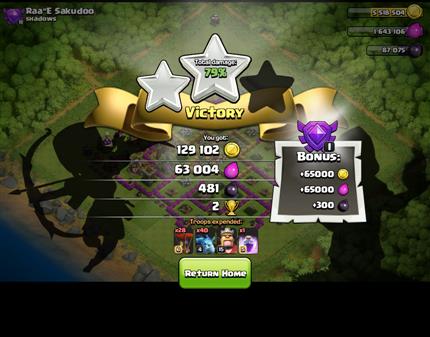 Raa~E Sakudoo
SHADOWS
5 518 504
1 643 106
87 075
Total damage:
79%
Victory
You got:
129 102
63 004
481
2
I
Bonus:
+65000
+65000
+300
Troops expended:
x28
x40
x1
Return Home